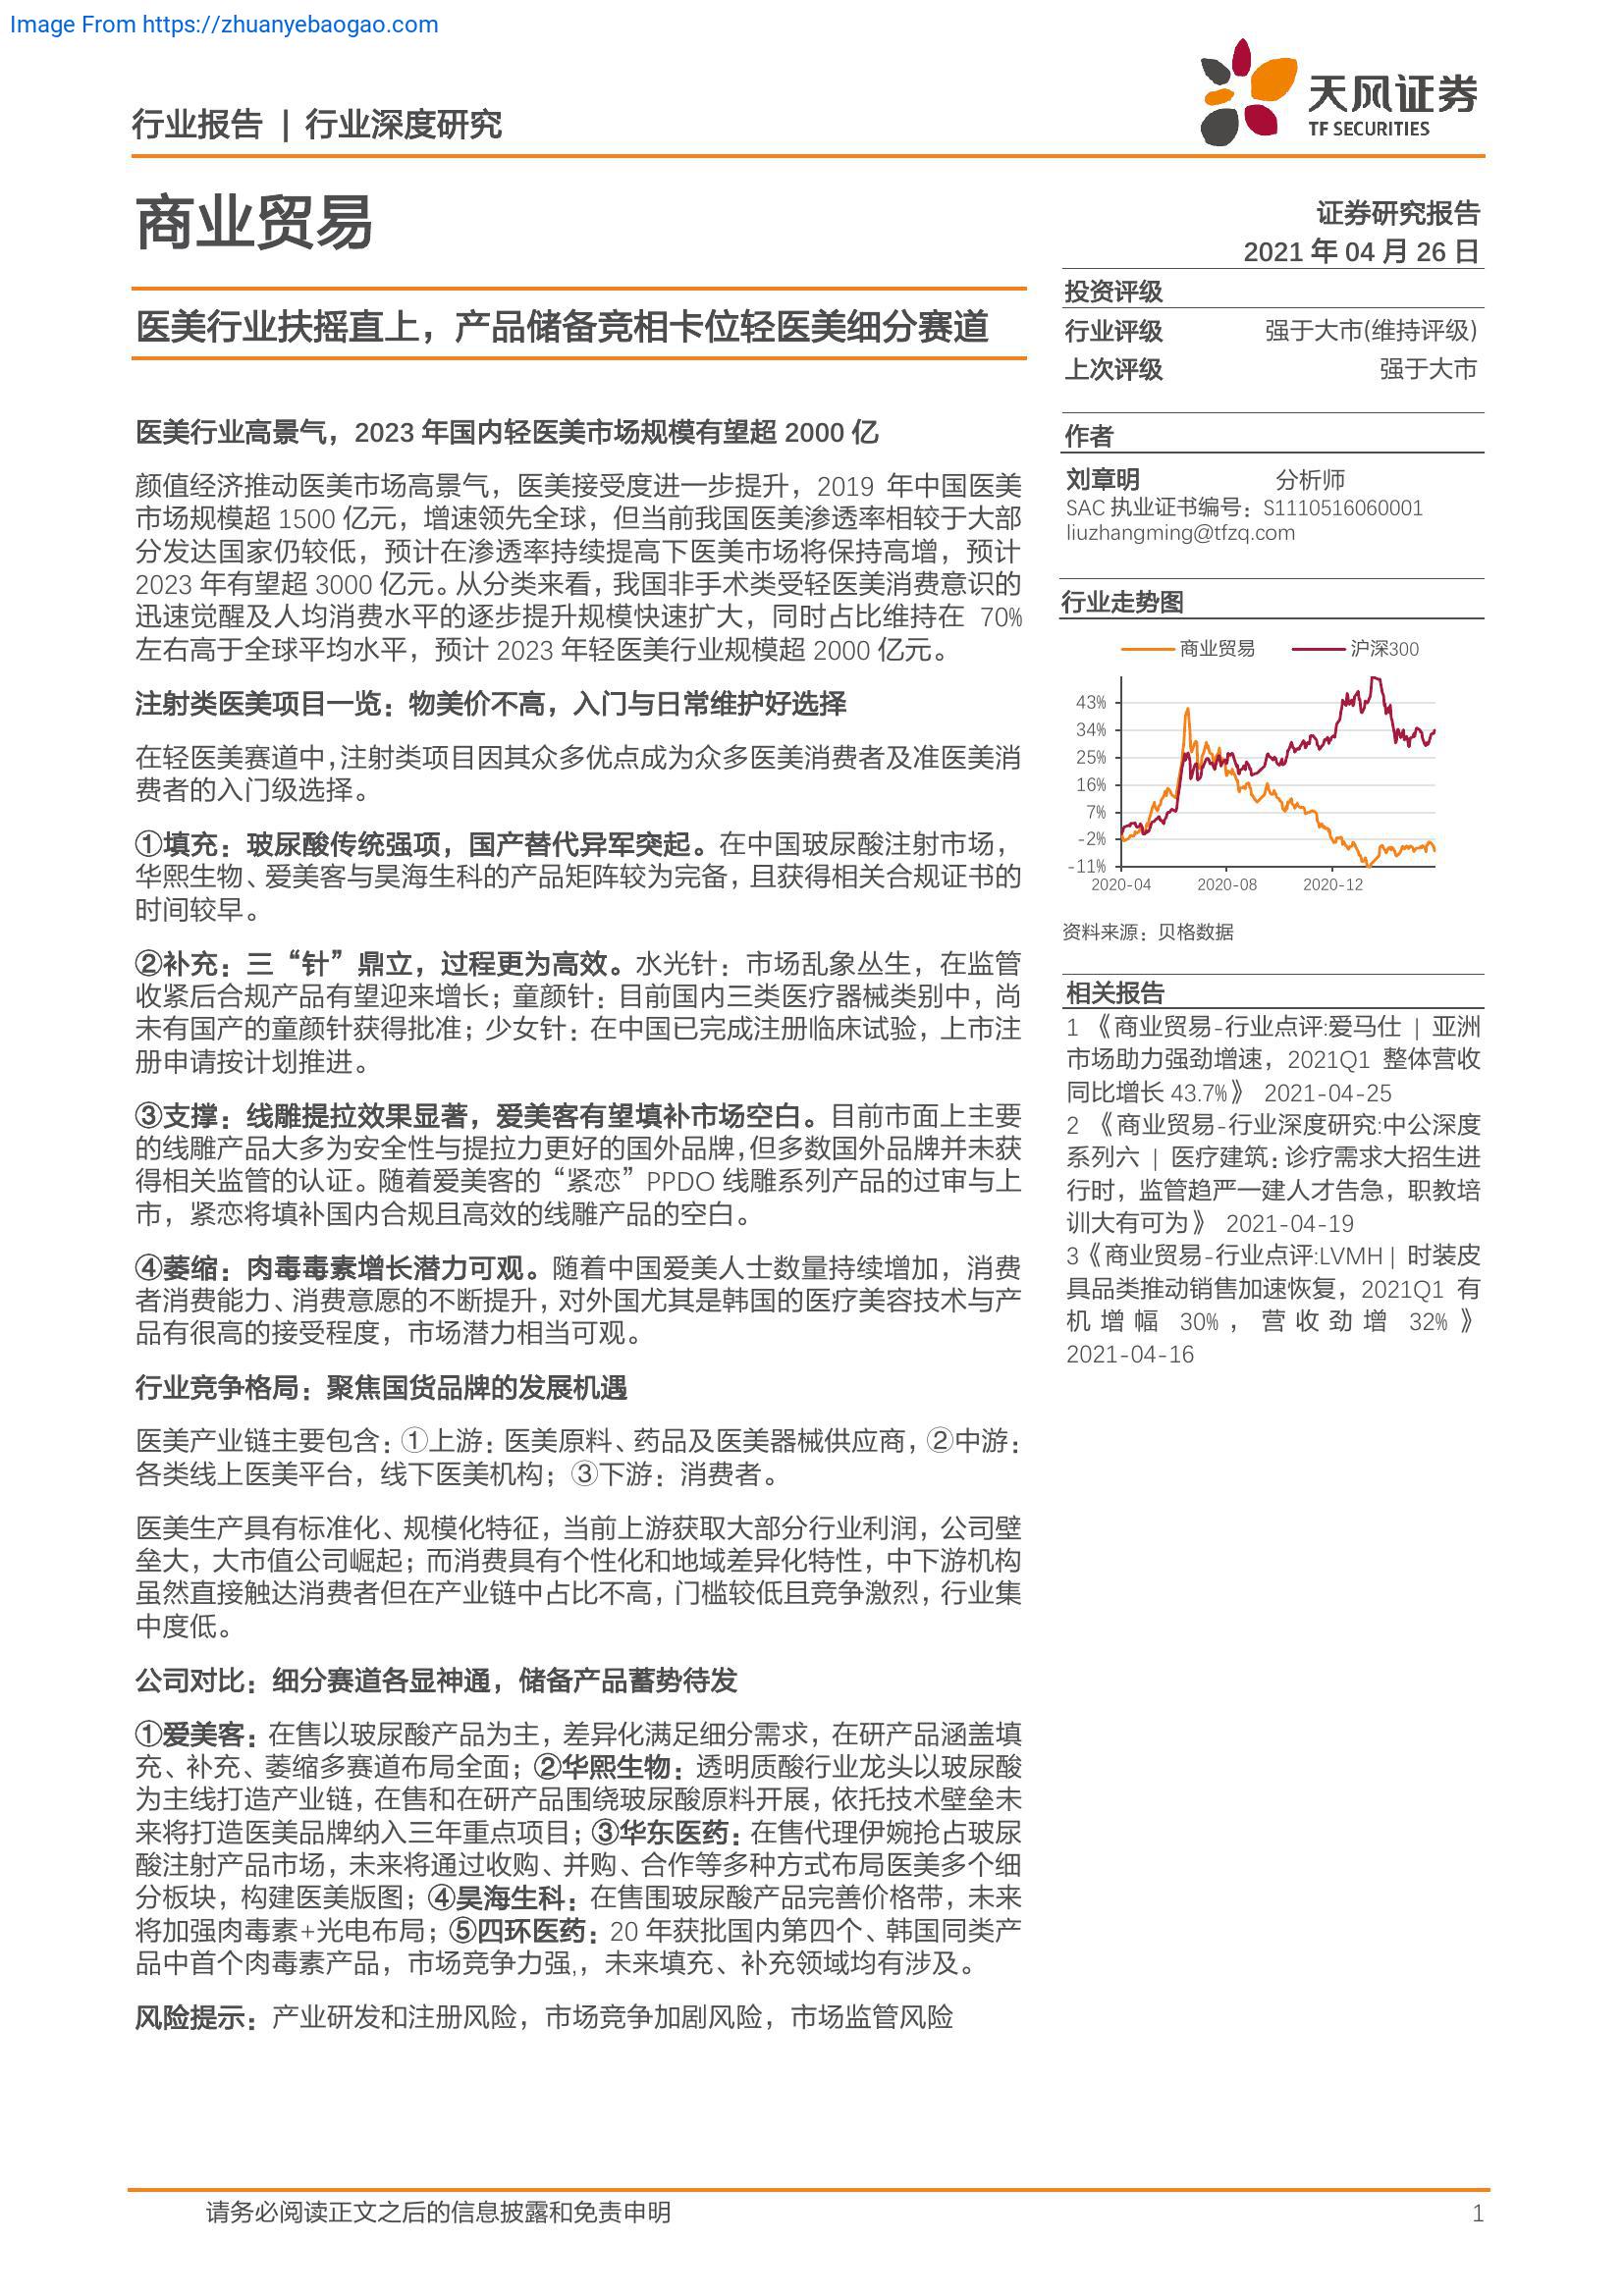 Image From https://zhuanyebaogao.com
行业报告 | 行业深度研究
天风证券
TF SECURITIES
商业贸易
证券研究报告
2021 年 04 月 26 日
医美行业扶摇直上，产品储备竞相卡位轻医美细分赛道
医美行业高景气，2023 年国内轻医美市场规模有望超 2000 亿
颜值经济推动医美市场高景气，医美接受度进一步提升，2019 年中国医美
市场规模超 1500 亿元，增速领先全球，但当前我国医美渗透率相较于大部
分发达国家仍较低，预计在渗透率持续提高下医美市场将保持高增，预计
2023 年有望超 3000 亿元。从分类来看，我国非手术类受轻医美消费意识的
迅速觉醒及人均消费水平的逐步提升规模快速扩大，同时占比维持在 70%
左右高于全球平均水平，预计 2023 年轻医美行业规模超 2000 亿元。
注射类医美项目一览：物美价不高，入门与日常维护好选择
在轻医美赛道中，注射类项目因其众多优点成为众多医美消费者及准医美消
费者的入门级选择。
①填充：玻尿酸传统强项，国产替代异军突起。在中国玻尿酸注射市场，
华熙生物、爱美客与昊海生科的产品矩阵较为完备，且获得相关合规证书的
时间较早。
②补充：三“针”鼎立，过程更为高效。水光针：市场乱象丛生，在监管
收紧后合规产品有望迎来增长；童颜针：目前国内三类医疗器械类别中，尚
未有国产的童颜针获得批准；少女针：在中国已完成注册临床试验，上市注
册申请按计划推进。
③支撑：线雕提拉效果显著，爱美客有望填补市场空白。目前市面上主要
的线雕产品大多为安全性与提拉力更好的国外品牌，但多数国外品牌并未获
得相关监管的认证。随着爱美客的“紧恋”PPDO 线雕系列产品的过审与上
市，紧恋将填补国内合规且高效的线雕产品的空白。
④萎缩：肉毒毒素增长潜力可观。随着中国爱美人士数量持续增加，消费
者消费能力、消费意愿的不断提升，对外国尤其是韩国的医疗美容技术与产
品有很高的接受程度，市场潜力相当可观。
行业竞争格局：聚焦国货品牌的发展机遇
医美产业链主要包含：①上游：医美原料、药品及医美器械供应商，②中游：
各类线上医美平台，线下医美机构；③下游：消费者。
医美生产具有标准化、规模化特征，当前上游获取大部分行业利润，公司壁
垒大，大市值公司崛起；而消费具有个性化和地域差异化特性，中下游机构
虽然直接触达消费者但在产业链中占比不高，门槛较低且竞争激烈，行业集
中度低。
公司对比：细分赛道各显神通，储备产品蓄势待发
①爱美客：在售以玻尿酸产品为主，差异化满足细分需求，在研产品涵盖填
充、补充、萎缩多赛道布局全面；②华熙生物：透明质酸行业龙头以玻尿酸
为主线打造产业链，在售和在研产品围绕玻尿酸原料开展，依托技术壁垒未
来将打造医美品牌纳入三年重点项目；③华东医药：在售代理伊婉抢占玻尿
酸注射产品市场，未来将通过收购、并购、合作等多种方式布局医美多个细
分板块，构建医美版图；④昊海生科：在售围玻尿酸产品完善价格带，未来
将加强肉毒素+光电布局；⑤四环医药：20 年获批国内第四个、韩国同类产
品中首个肉毒素产品，市场竞争力强,，未来填充、补充领域均有涉及。
风险提示：产业研发和注册风险，市场竞争加剧风险，市场监管风险
投资评级
行业评级 强于大市(维持评级)
上次评级 强于大市
作者
刘章明 分析师
SAC 执业证书编号：S1110516060001
liuzhangming@tfzq.com
行业走势图
商业贸易 沪深300
43%
34%
25%
16%
7%
-2%
-11%
2020-04 2020-08 2020-12
资料来源：贝格数据
相关报告
1 《商业贸易-行业点评:爱马仕 | 亚洲
市场助力强劲增速，2021Q1 整体营收
同比增长 43.7%》 2021-04-25
2 《商业贸易-行业深度研究:中公深度
系列六 | 医疗建筑：诊疗需求大招生进
行时，监管趋严一建人才告急，职教培
训大有可为》 2021-04-19
3《商业贸易-行业点评:LVMH | 时装皮
具品类推动销售加速恢复，2021Q1 有
机增幅 30%，营收劲增 32%》
2021-04-16
请务必阅读正文之后的信息披露和免责申明 1